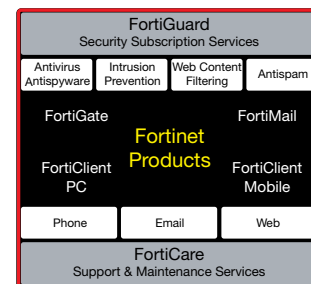 FortiGuard
Security Subscription Services
Antivirus
Antispyware
Intrusion
Prevention
Web Content
Filtering
Antispam
FortiGate
FortiMail
Fortinet
Products
FortiClient
PC
FortiClient
Mobile
Phone
Email
Web
FortiCare
Support & Maintenance Services